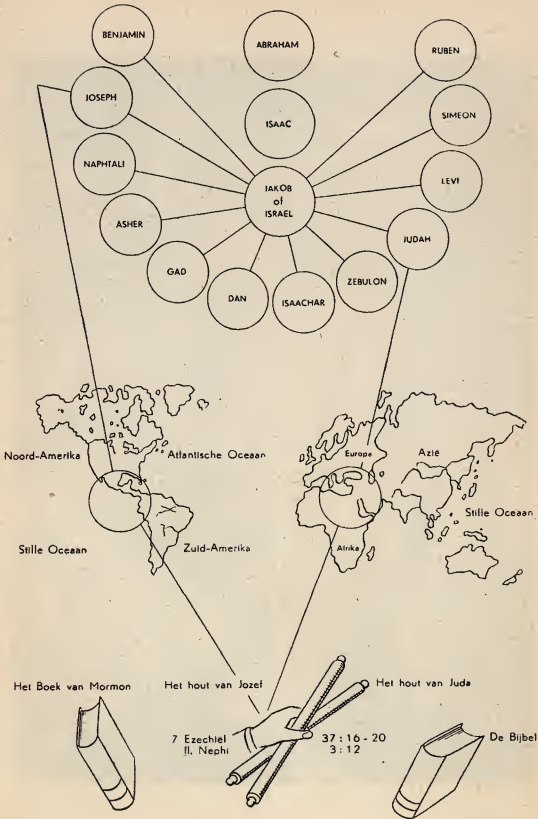 BENJAMIN
ABRAHAM
RUBEN
JOSEPH
ISAAC
SIMEON
NAPHTALI
JAKOB
of
ISRAEL
LEVI
ASHER
JUDAH
GAD
DAN
ISAACHAR
ZEBULON
Noord-Amerika
Atlantische Oceaan
Europa
Azië
Stille Oceaan
Stille Oceaan
Zuid-Amerika
Afrika
Het Boek van Mormon
Het hout van Jozef
Het hout van Juda
7 Ezechiël 37:16-20
II. Nephi 3:12
De Bijbel